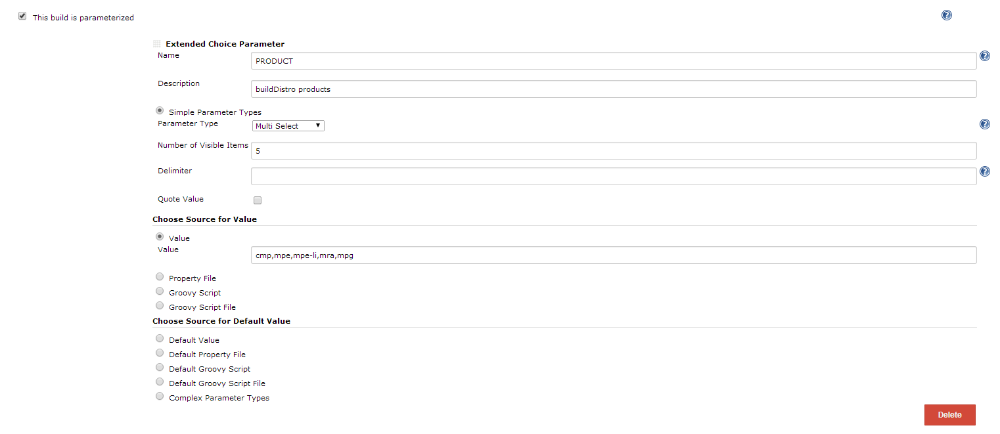 This build is parameterized
Extended Choice Parameter
Name
PRODUCT
Description
buildDistro products
Simple Parameter Types
Parameter Type
Multi Select
Number of Visible Items
5
Delimiter
Quote Value
Choose Source for Value
Value
Value
cmp,mpe,mpe-li,mra,mpg
Property File
Groovy Script
Groovy Script File
Choose Source for Default Value
Default Value
Default Property File
Default Groovy Script
Default Groovy Script File
Complex Parameter Types
Delete